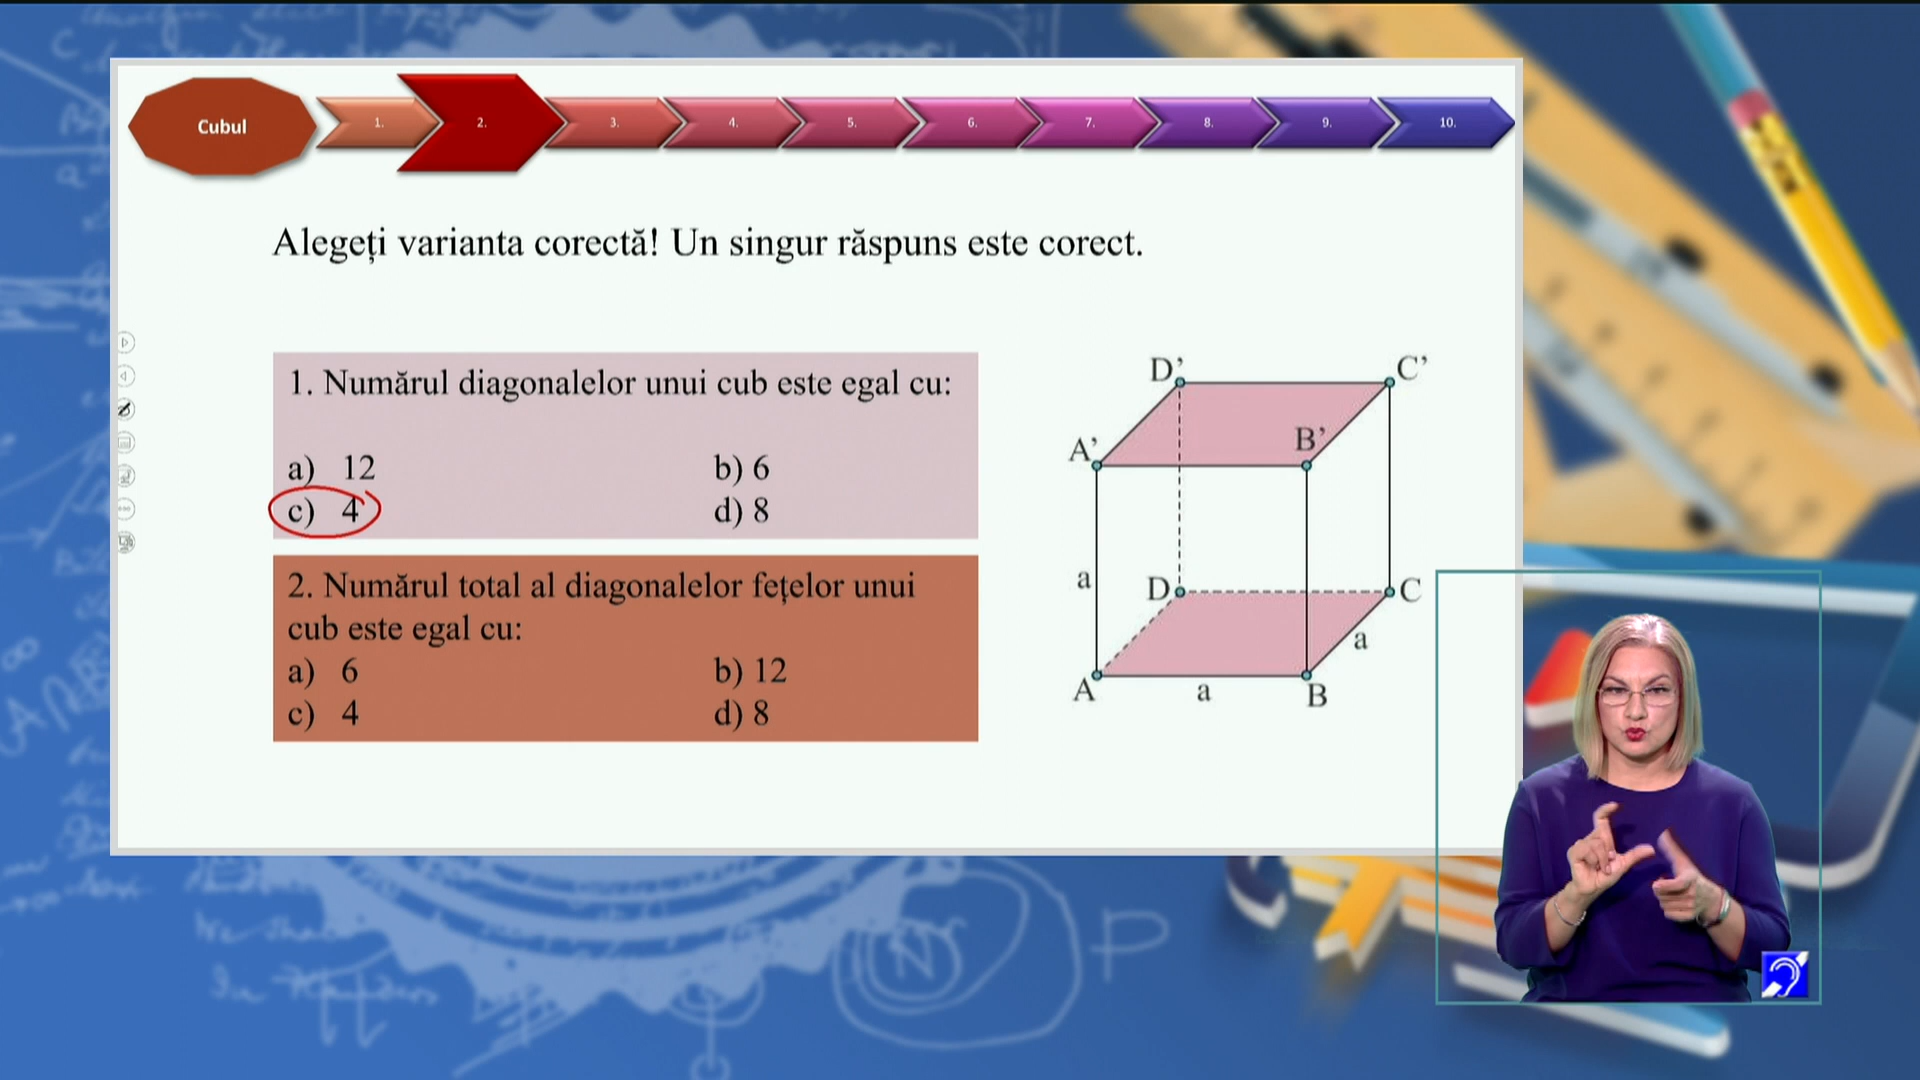 Cubul
1.
2.
3.
4.
5.
6.
7.
8.
9.
10.
Alegeți varianta corectă! Un singur răspuns este corect.
1. Numărul diagonalelor unui cub este egal cu:
a) 12
b) 6
c) 4
d) 8
2. Numărul total al diagonalelor fețelor unui
cub este egal cu:
a) 6
b) 12
c) 4
d) 8
D’
C’
A’
B’
a
D
C
a
A
a
B
N
P